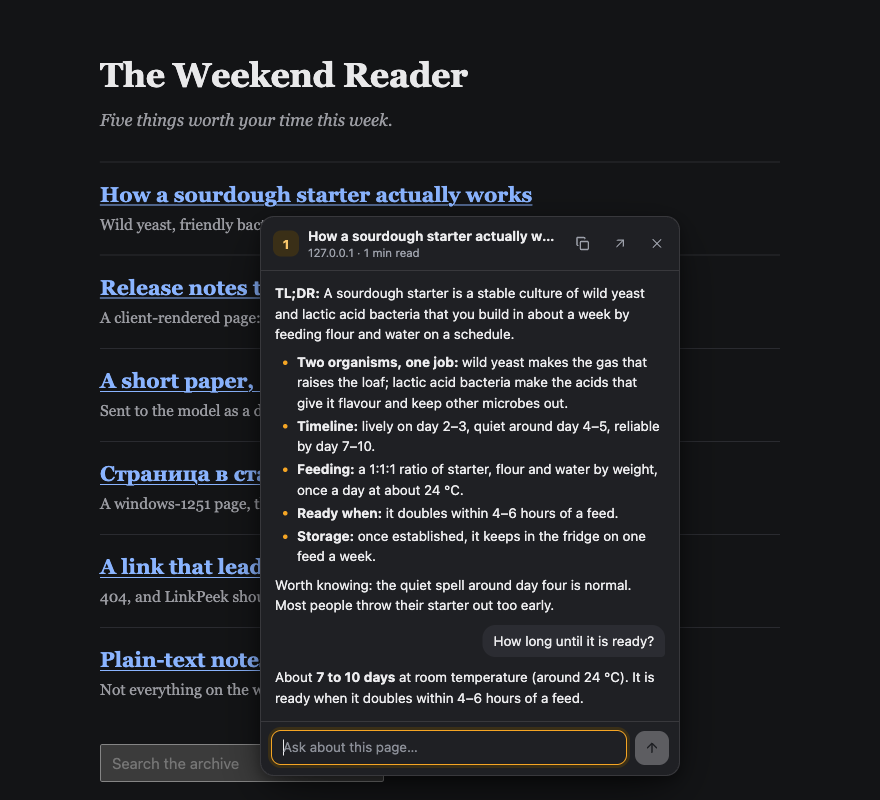 The Weekend Reader
Five things worth your time this week.
How a sourdough starter actually works
Wild yeast, friendly
Release notes
A client-rendered page:
A short paper,
Sent to the model as a
Страница в
A windows-1251 page,
A link that lead
404, and LinkPeek
Plain-text note
Not everything on the
Search the archive
1
How a sourdough starter actually w...
127.0.0.1 · 1 min read
TL;DR: A sourdough starter is a stable culture of wild yeast
and lactic acid bacteria that you build in about a week by
feeding flour and water on a schedule.
• Two organisms, one job: wild yeast makes the gas that
raises the loaf; lactic acid bacteria make the acids that
give it flavour and keep other microbes out.
• Timeline: lively on day 2–3, quiet around day 4–5, reliable
by day 7–10.
• Feeding: a 1:1:1 ratio of starter, flour and water by weight,
once a day at about 24 °C.
• Ready when: it doubles within 4–6 hours of a feed.
• Storage: once established, it keeps in the fridge on one
feed a week.
Worth knowing: the quiet spell around day four is normal.
Most people throw their starter out too early.
How long until it is ready?
About 7 to 10 days at room temperature (around 24 °C). It is
ready when it doubles within 4–6 hours of a feed.
Ask about this page...